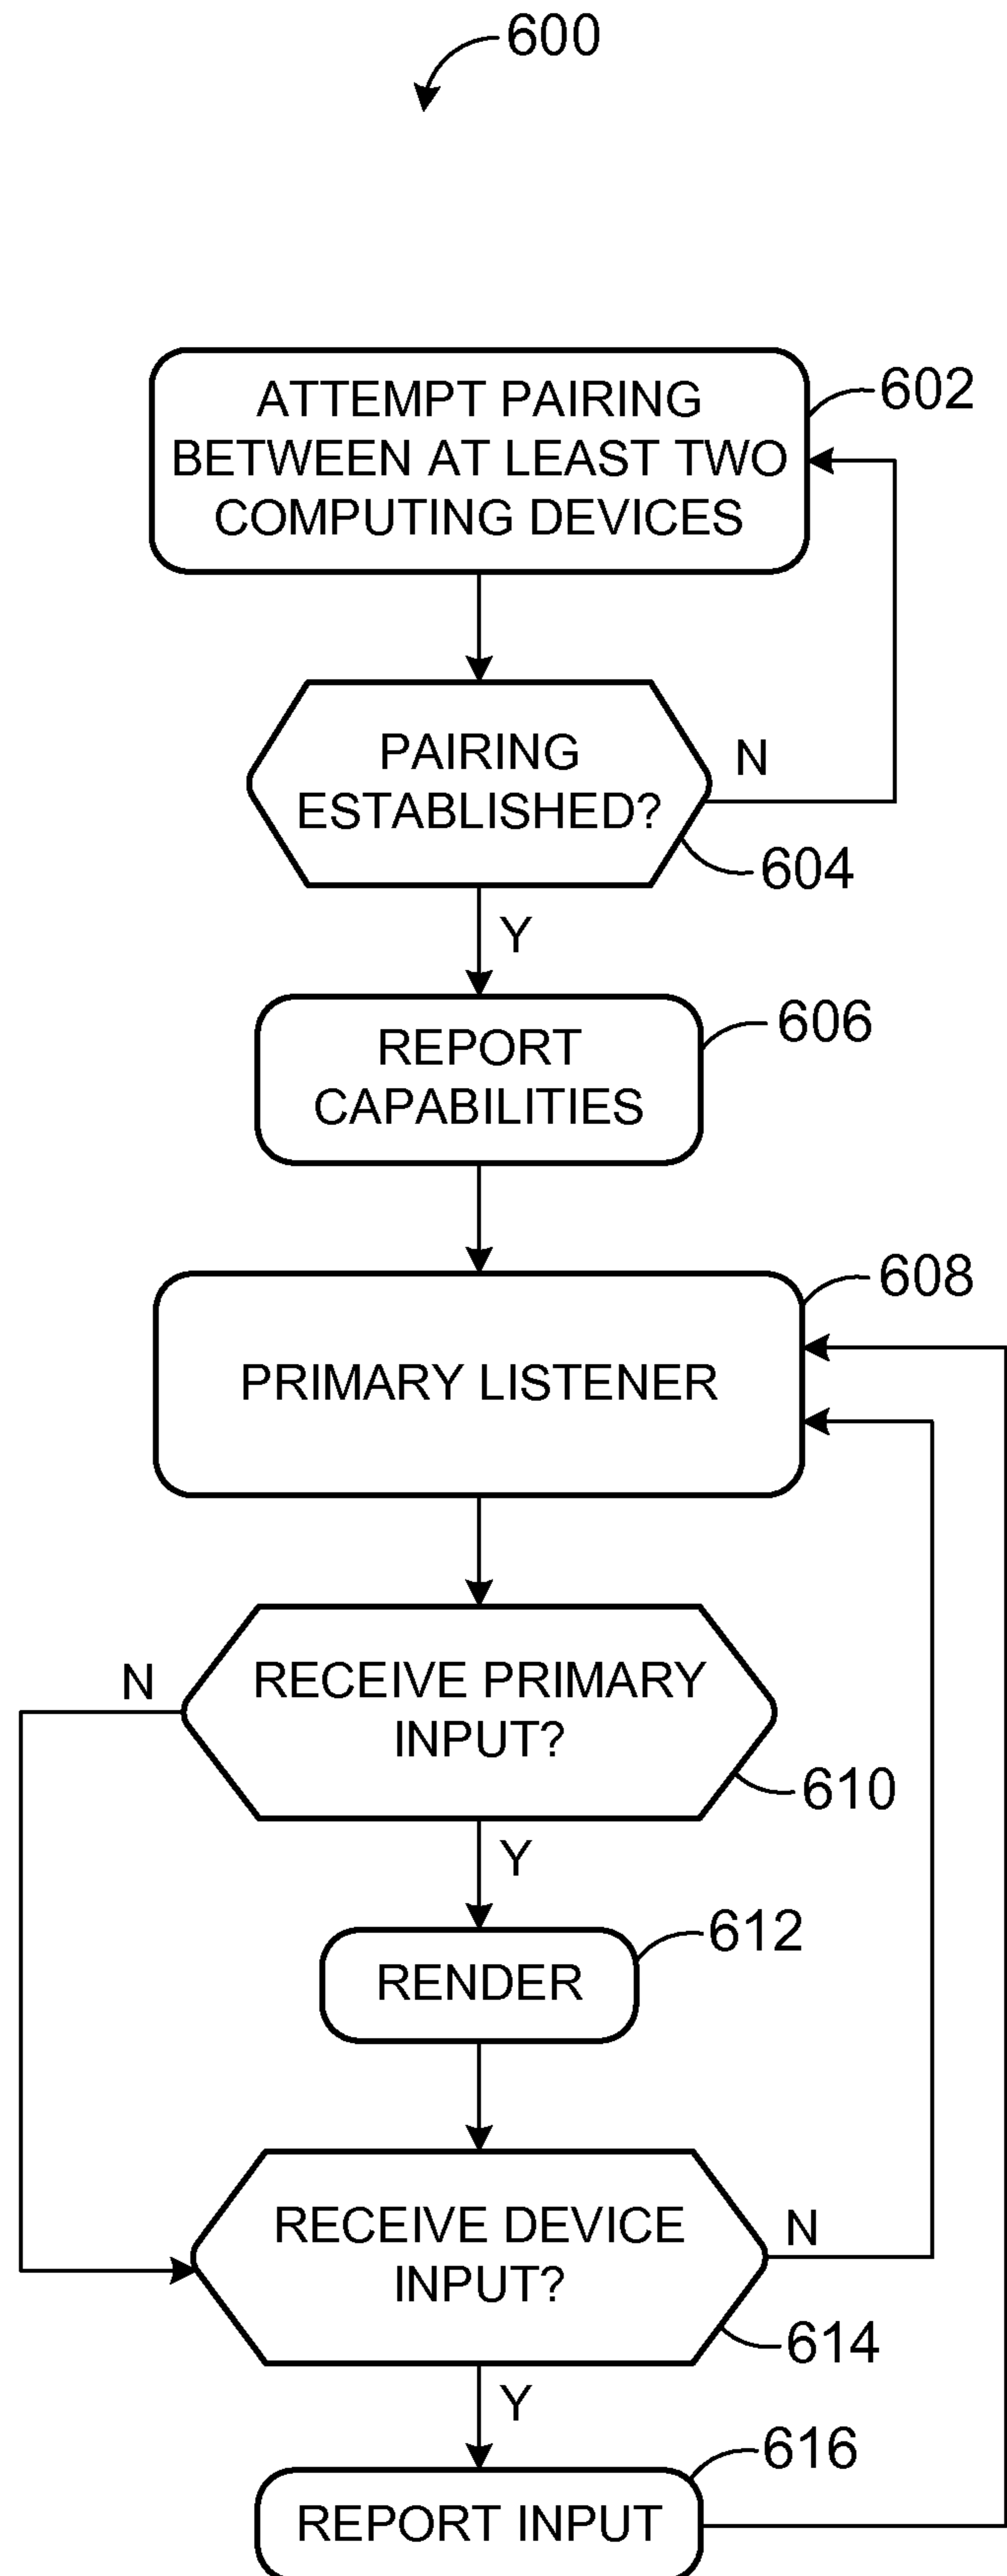 600
ATTEMPT PAIRING
BETWEEN AT LEAST TWO
COMPUTING DEVICES
602
PAIRING
ESTABLISHED?
N
604
Y
REPORT
CAPABILITIES
606
608
PRIMARY LISTENER
N
RECEIVE PRIMARY
INPUT?
610
Y
612
RENDER
RECEIVE DEVICE
INPUT?
N
614
Y
616
REPORT INPUT